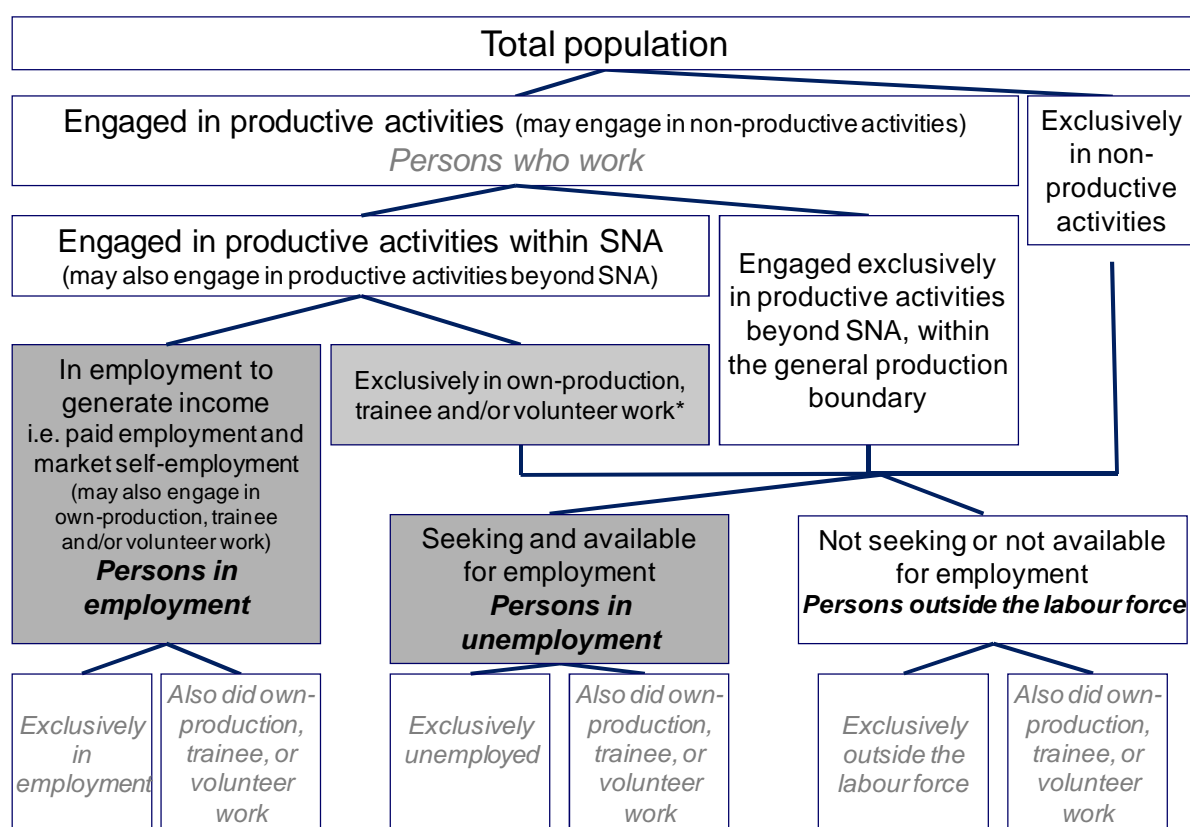 Total population
Engaged in productive activities (may engage in non-productive activities)
Persons who work
Exclusively
in non-
productive
activities
Engaged in productive activities within SNA
(may also engage in productive activities beyond SNA)
Engaged exclusively
in productive activities
beyond SNA, within
the general production
boundary
In employment to
generate income
i.e. paid employment and
market self-employment
(may also engage in
own-production, trainee
and/or volunteer work)
Persons in
employment
Exclusively in own-production,
trainee and/or volunteer work*
Seeking and available
for employment
Persons in
unemployment
Not seeking or not available
for employment
Persons outside the labour force
Exclusively
in
employment
Also did own-
production,
trainee, or
volunteer
work
Exclusively
unemployed
Also did own-
production,
trainee, or
volunteer
work
Exclusively
outside the
labour force
Also did own-
production,
trainee, or
volunteer
work